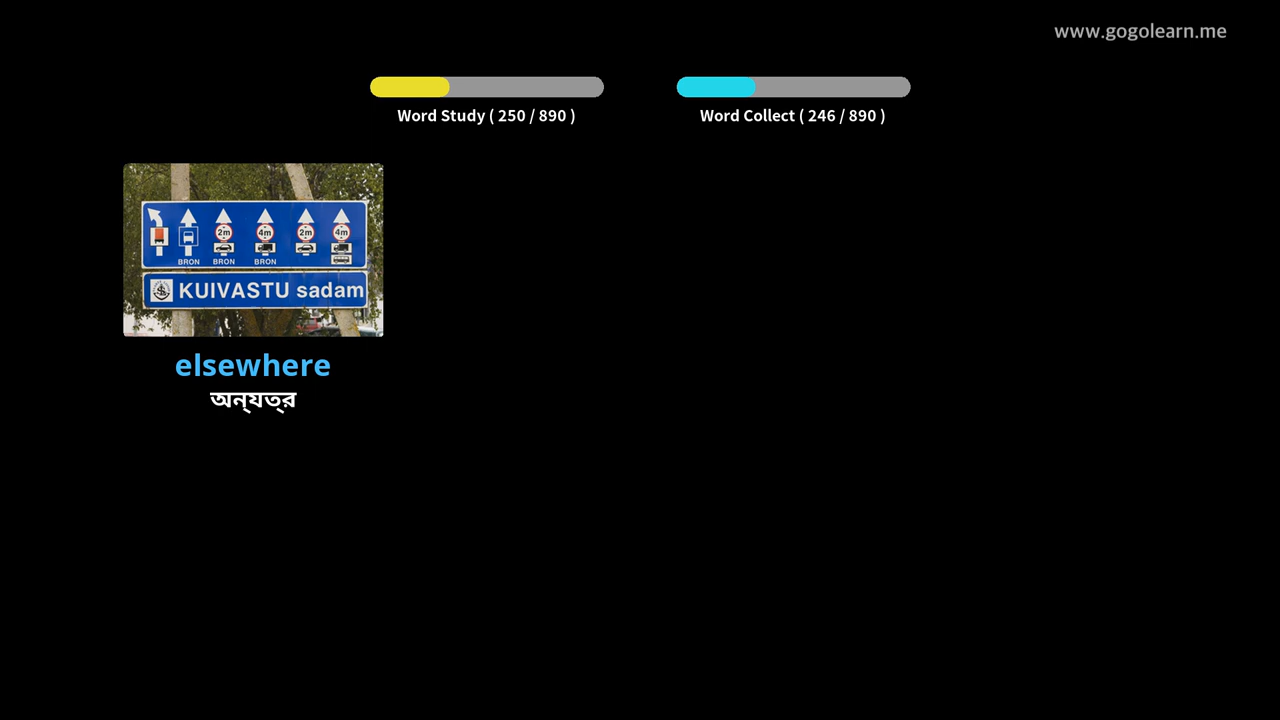 www.gogolearn.me
Word Study ( 250 / 890 )
Word Collect ( 246 / 890 )
2m 4m 2m 4m
BRON BRON BRON
KUIVASTU sadam
elsewhere
অন্যত্র